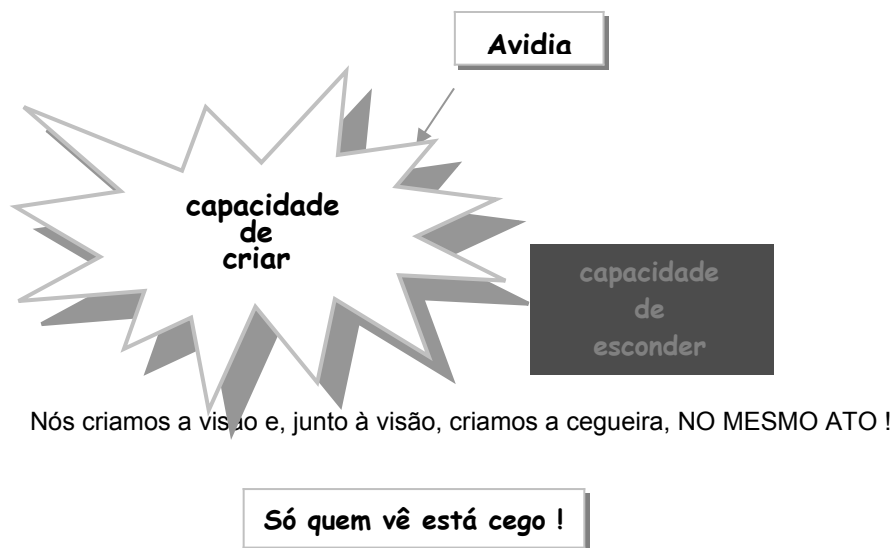 Avidia
capacidade
de
criar
capacidade
de
esconder
Nós criamos a visão e, junto à visão, criamos a cegueira, NO MESMO ATO !
Só quem vê está cego !